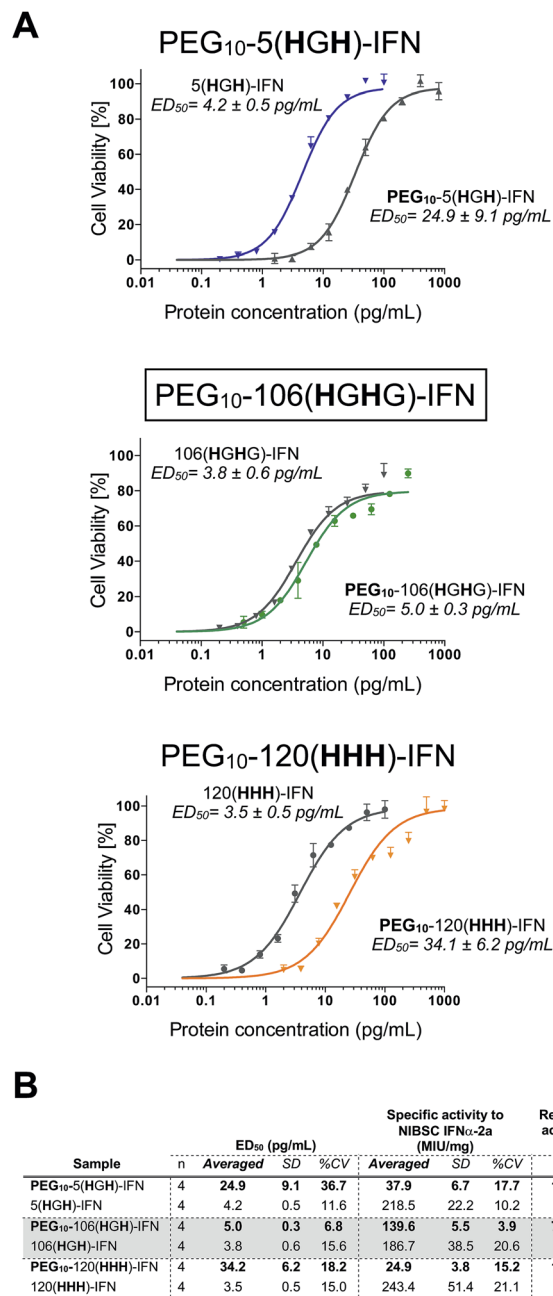 A
PEG10-5(HGH)-IFN
5(HGH)-IFN
ED50= 4.2 ± 0.5 pg/mL
PEG10-5(HGH)-IFN
ED50= 24.9 ± 9.1 pg/mL
Cell Viability [%]
100
80
60
40
20
0
0.01 0.1 1 10 100 1000
Protein concentration (pg/mL)
PEG10-106(HGHG)-IFN
106(HGHG)-IFN
ED50= 3.8 ± 0.6 pg/mL
PEG10-106(HGHG)-IFN
ED50= 5.0 ± 0.3 pg/mL
Cell Viability [%]
100
80
60
40
20
0
0.01 0.1 1 10 100 1000
Protein concentration (pg/mL)
PEG10-120(HHH)-IFN
120(HHH)-IFN
ED50= 3.5 ± 0.5 pg/mL
PEG10-120(HHH)-IFN
ED50 = 34.1 ± 6.2 pg/mL
Cell Viability [%]
100
80
60
40
20
0
0.01 0.1 1 10 100 1000
Protein concentration (pg/mL)
B
ED50 (pg/mL) Specific activity to NIBSC IFNα-2a (MIU/mg)
Sample n Averaged SD %CV Averaged SD %CV
PEG10-5(HGH)-IFN 4 24.9 9.1 36.7 37.9 6.7 17.7
5(HGH)-IFN 4 4.2 0.5 11.6 218.5 22.2 10.2
PEG10-106(HGH)-IFN 4 5.0 0.3 6.8 139.6 5.5 3.9
106(HGH)-IFN 4 3.8 0.6 15.6 186.7 38.5 20.6
PEG10-120(HHH)-IFN 4 34.2 6.2 18.2 24.9 3.8 15.2
120(HHH)-IFN 4 3.5 0.5 15.0 243.4 51.4 21.1